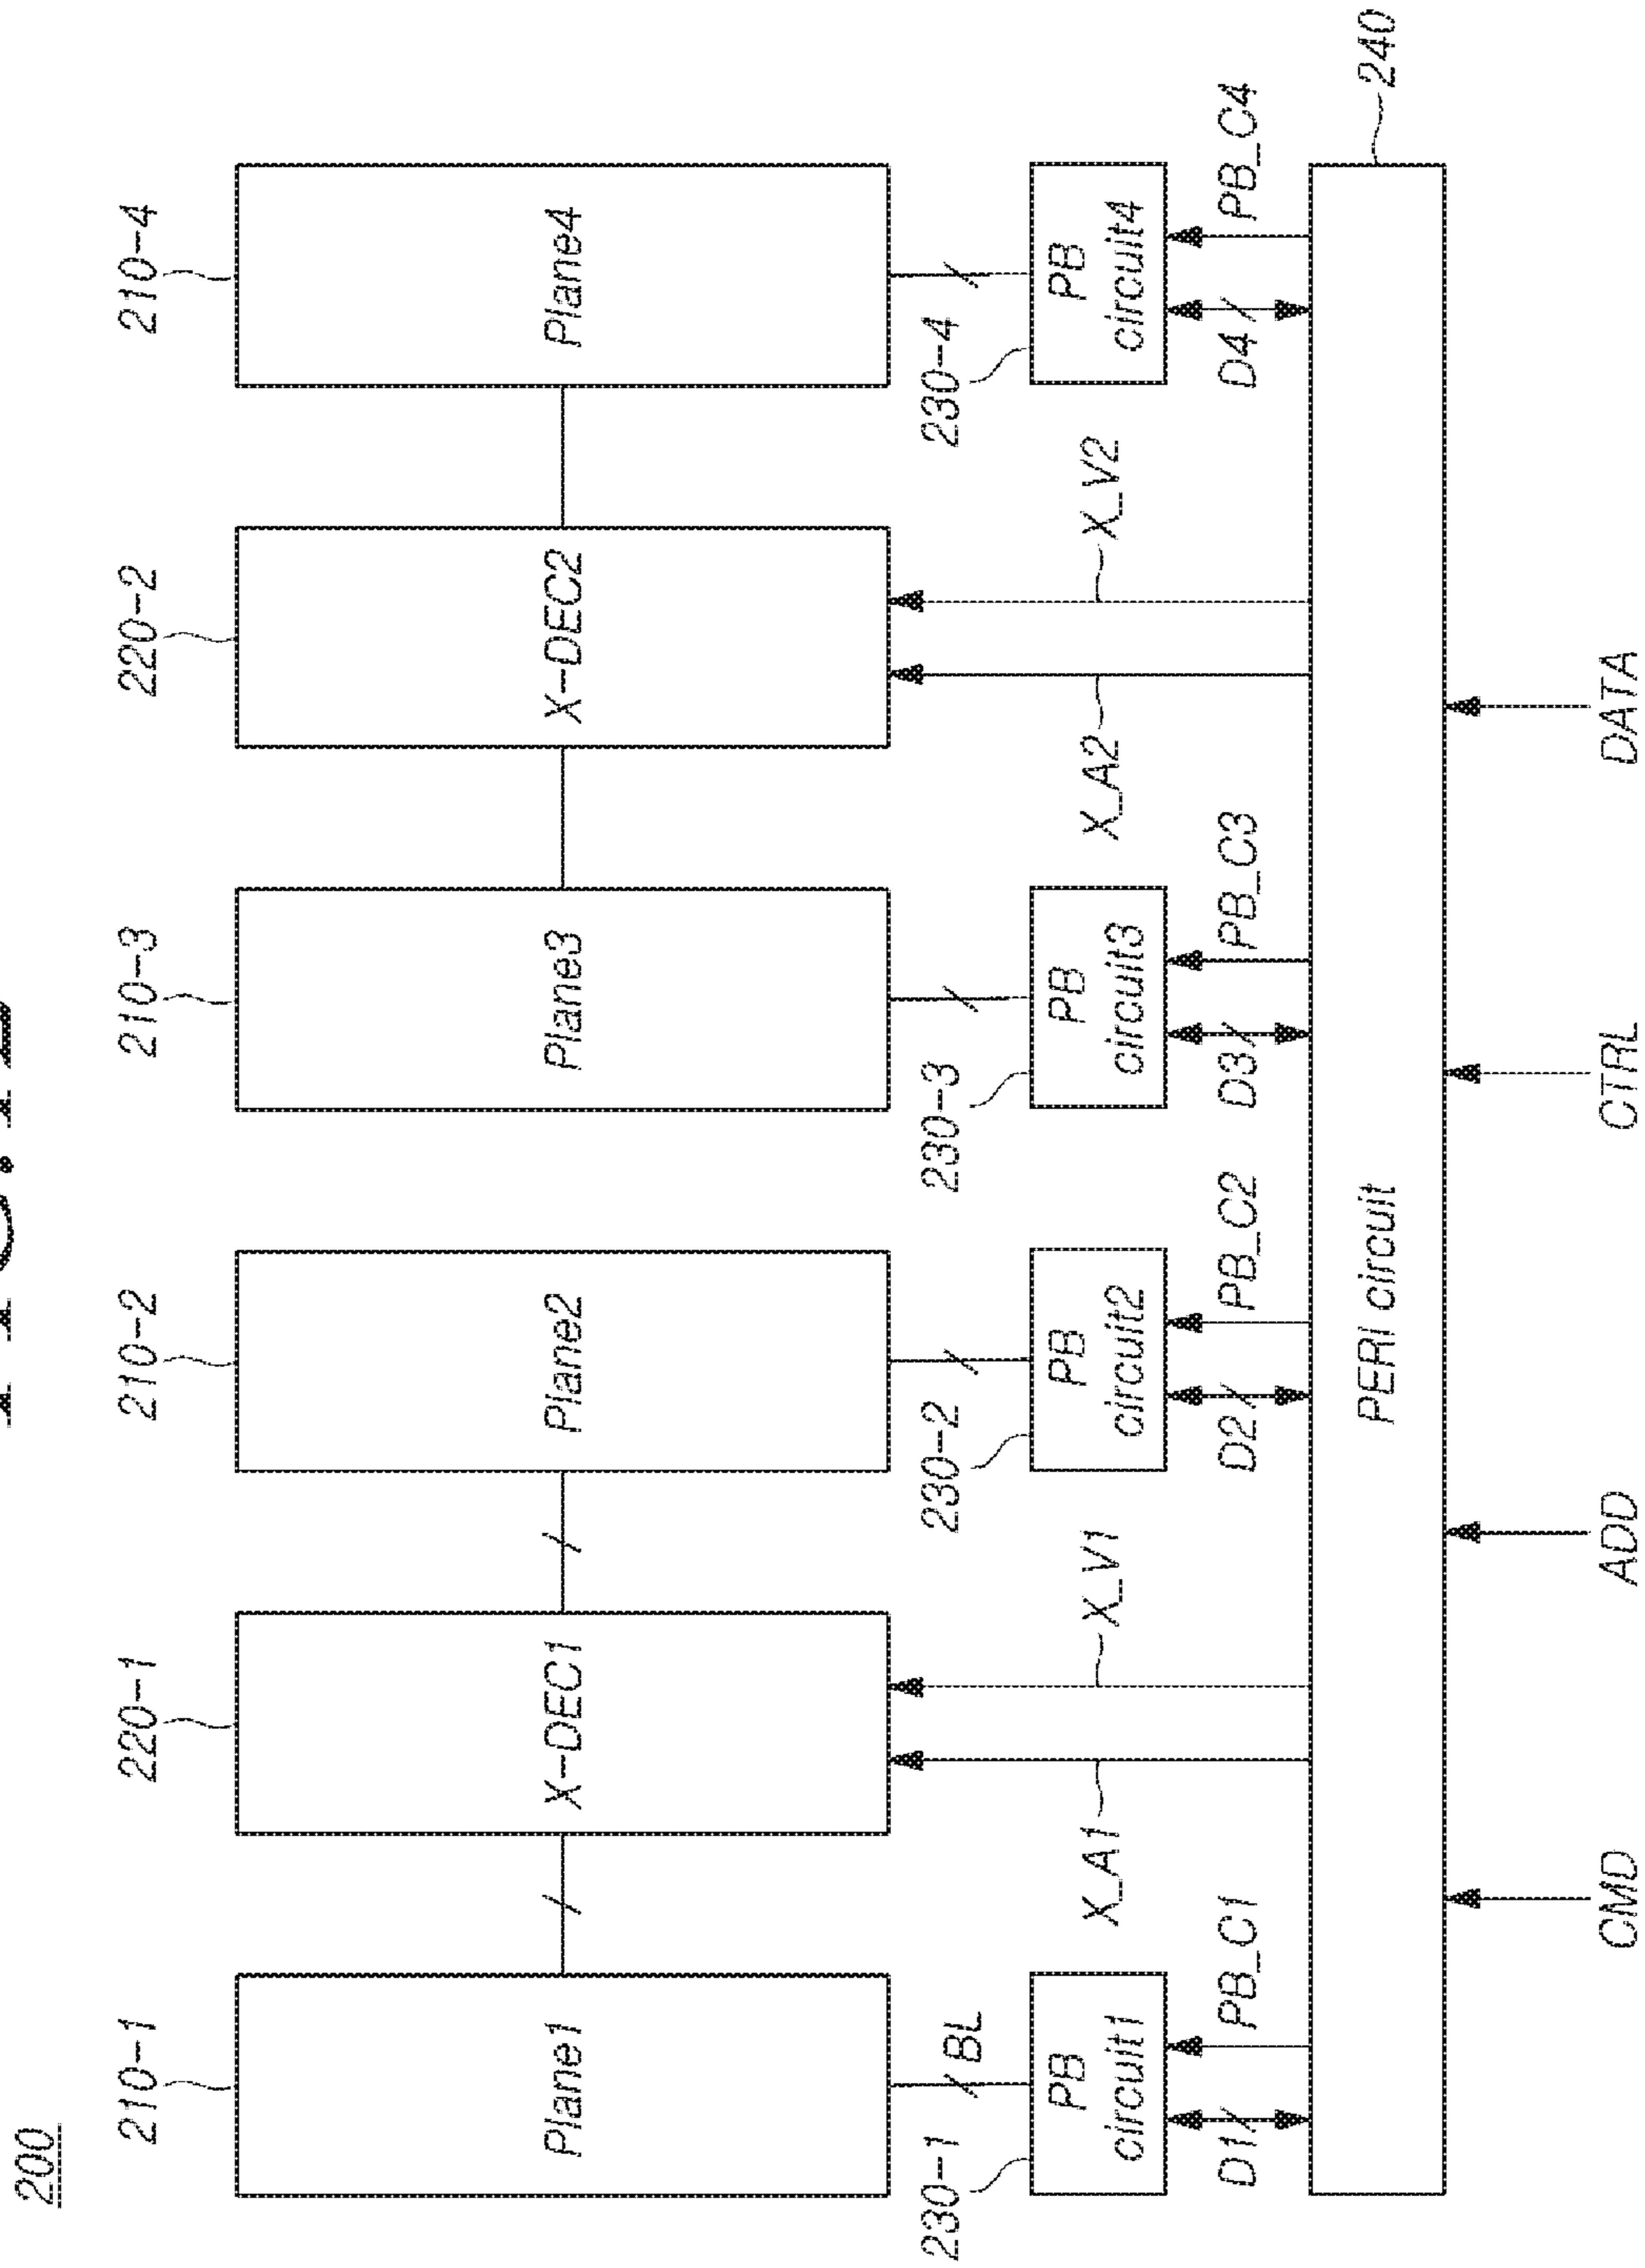 200
210-1
220-1
210-2
210-3
220-2
210-4
Plane1
X-DEC1
Plane2
Plane3
X-DEC2
Plane4
230-1
BL
230-2
230-3
230-4
PB
circuit1
PB
circuit2
PB
circuit3
PB
circuit4
X_A1
X_V1
X_A2
X_V2
D1
PB_C1
D2
PB_C2
D3
PB_C3
D4
PB_C4
PERI circuit
240
CMD
ADD
CTRL
DATA